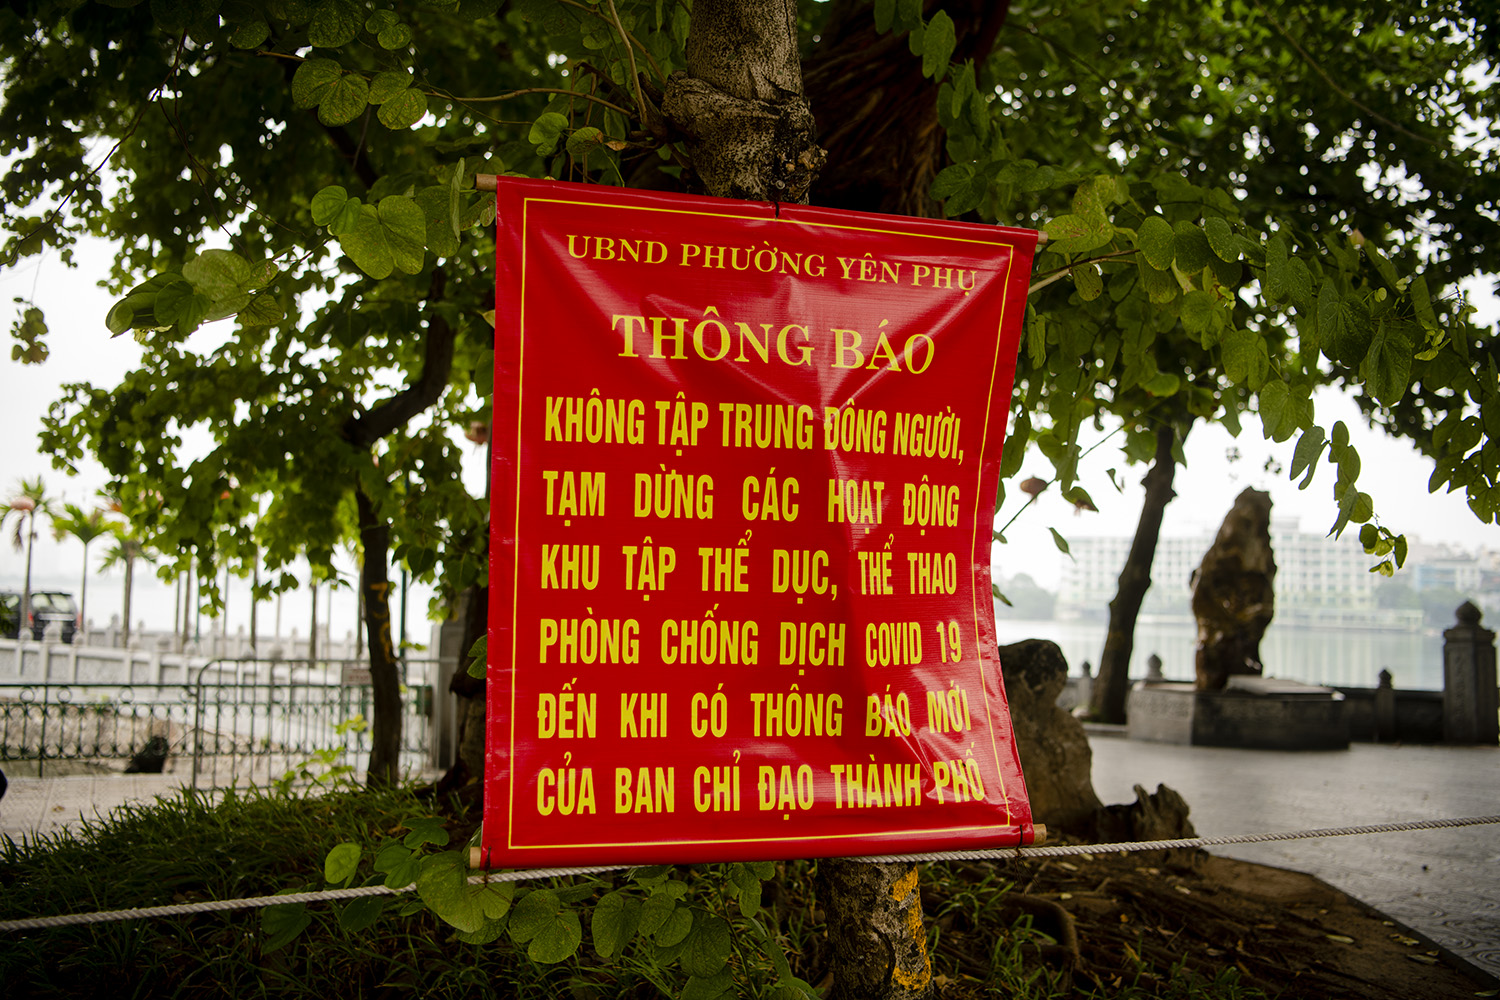 UBND PHƯỜNG YÊN PHỤ
THÔNG BÁO
KHÔNG TẬP TRUNG ĐÔNG NGƯỜI,
TẠM DỪNG CÁC HOẠT ĐỘNG
KHU TẬP THỂ DỤC, THỂ THAO
PHÒNG CHỐNG DỊCH COVID 19
ĐẾN KHI CÓ THÔNG BÁO MỚI
CỦA BAN CHỈ ĐẠO THÀNH PHỐ